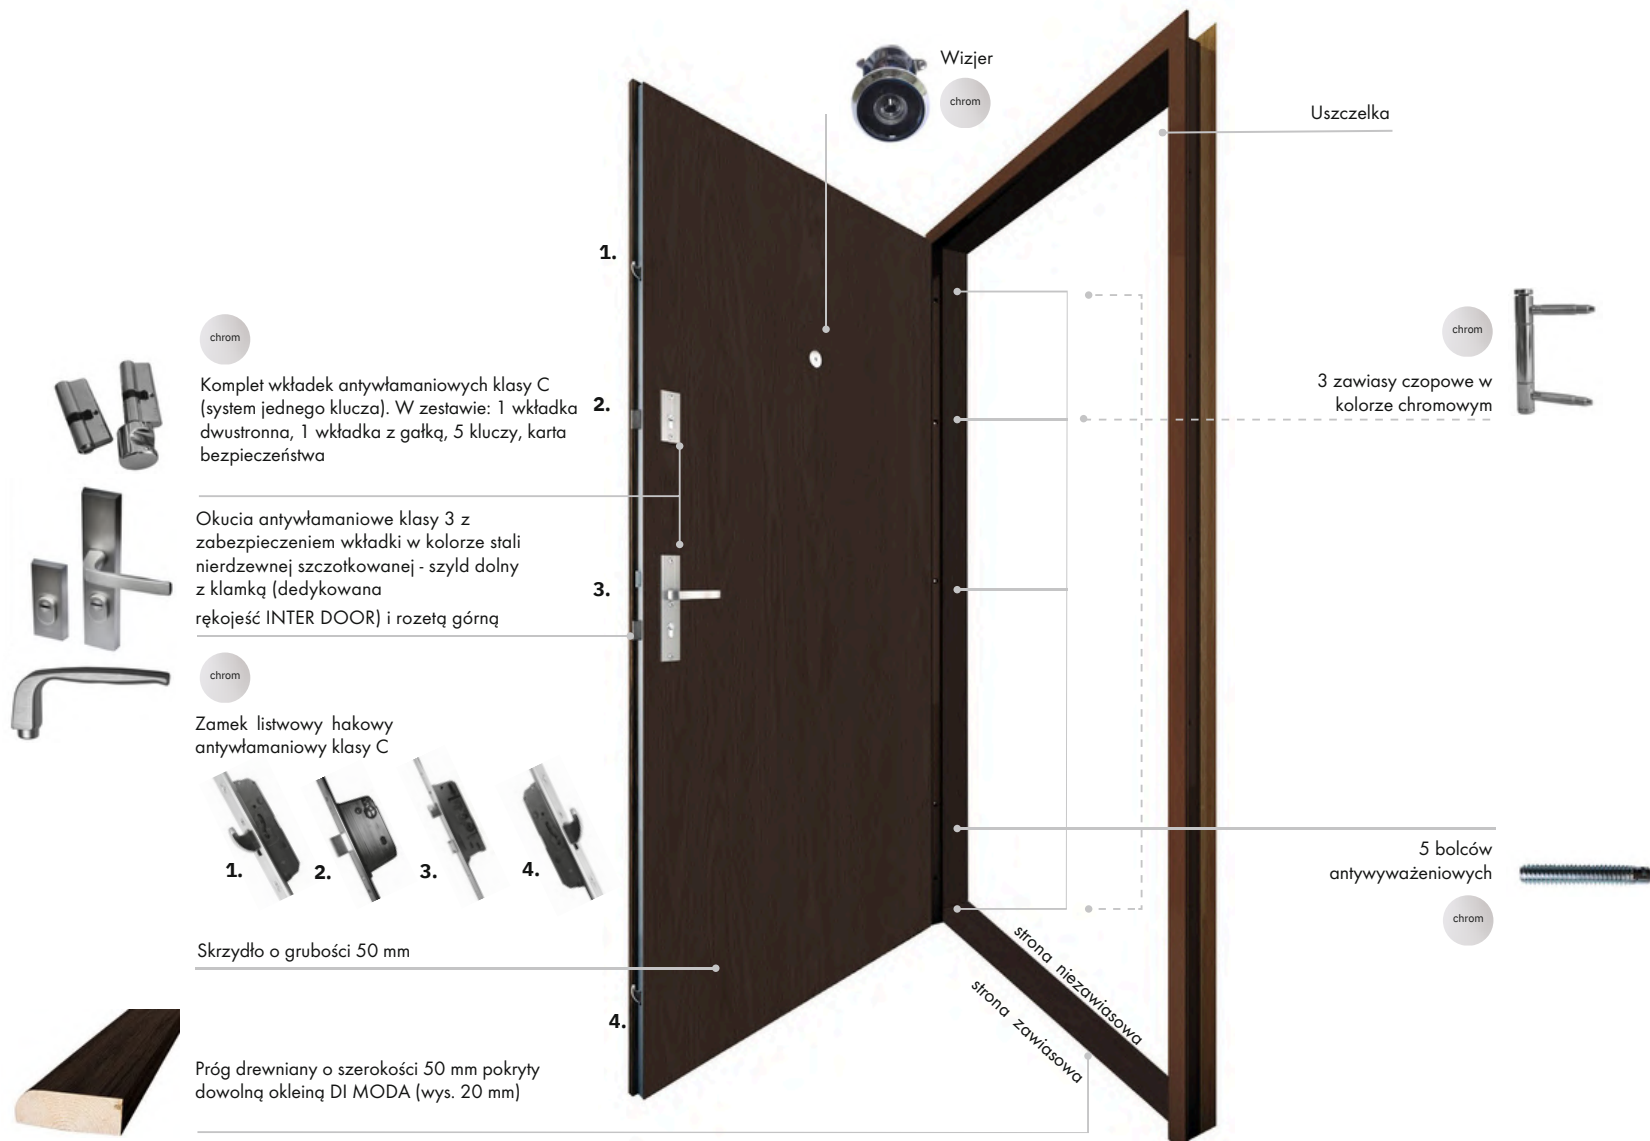 Wizjer
chrom
Uszczelka
1.
chrom
Komplet wkładek antywłamaniowych klasy C
(system jednego klucza). W zestawie: 1 wkładka
dwustronna, 1 wkładka z gałką, 5 kluczy, karta
bezpieczeństwa
2.
chrom
3 zawiasy czopowe w
kolorze chromowym
Okucia antywłamaniowe klasy 3 z
zabezpieczeniem wkładki w kolorze stali
nierdzewnej szczotkowanej - szyld dolny
z klamką (dedykowana
rękojeść INTER DOOR) i rozetą górną
3.
chrom
Zamek listwowy hakowy
antywłamaniowy klasy C
1.
2.
3.
4.
5 bolców
antywyważeniowych
chrom
Skrzydło o grubości 50 mm
strona niezawiasowa
strona zawiasowa
4.
Próg drewniany o szerokości 50 mm pokryty
dowolną okleiną DI MODA (wys. 20 mm)